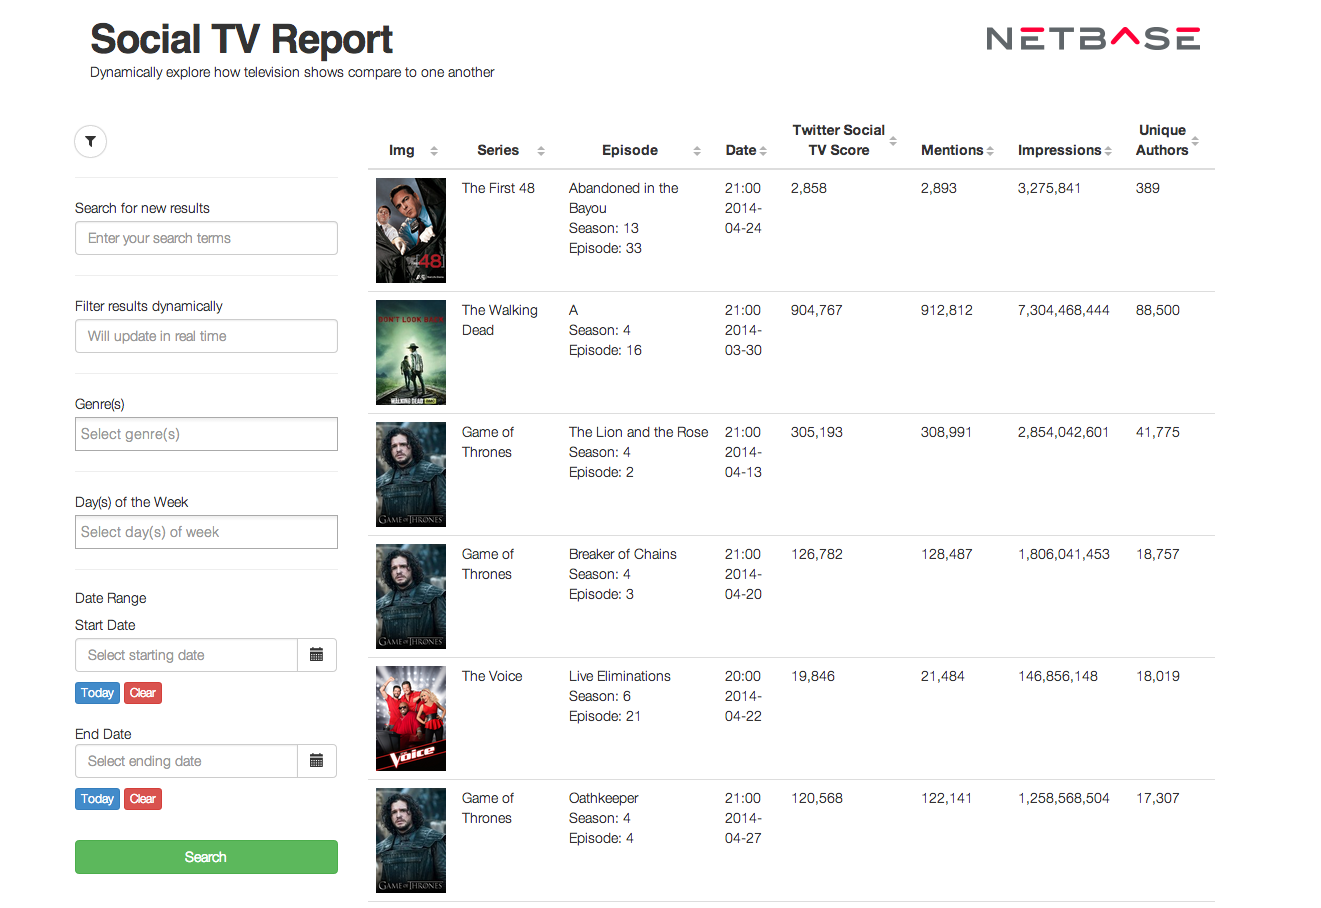 Social TV Report
Dynamically explore how television shows compare to one another
NETBASE
Search for new results
Enter your search terms
Filter results dynamically
Will update in real time
Genre(s)
Select genre(s)
Day(s) of the Week
Select day(s) of week
Date Range
Start Date
Select starting date
Today Clear
End Date
Select ending date
Today Clear
Search
Img Series Episode Date Twitter Social TV Score Mentions Impressions Unique Authors
[48]
The First 48
Abandoned in the
Bayou
Season: 13
Episode: 33
21:00
2014-
04-24
2,858
2,893
3,275,841
389
DON'T LOOK BACK
THE WALKING DEAD
The Walking
Dead
A
Season: 4
Episode: 16
21:00
2014-
03-30
904,767
912,812
7,304,468,444
88,500
GAME OF THRONES
Game of
Thrones
The Lion and the Rose
Season: 4
Episode: 2
21:00
2014-
04-13
305,193
308,991
2,854,042,601
41,775
GAME OF THRONES
Game of
Thrones
Breaker of Chains
Season: 4
Episode: 3
21:00
2014-
04-20
126,782
128,487
1,806,041,453
18,757
the Voice
The Voice
Live Eliminations
Season: 6
Episode: 21
20:00
2014-
04-22
19,846
21,484
146,856,148
18,019
GAME OF THRONES
Game of
Thrones
Oathkeeper
Season: 4
Episode: 4
21:00
2014-
04-27
120,568
122,141
1,258,568,504
17,307